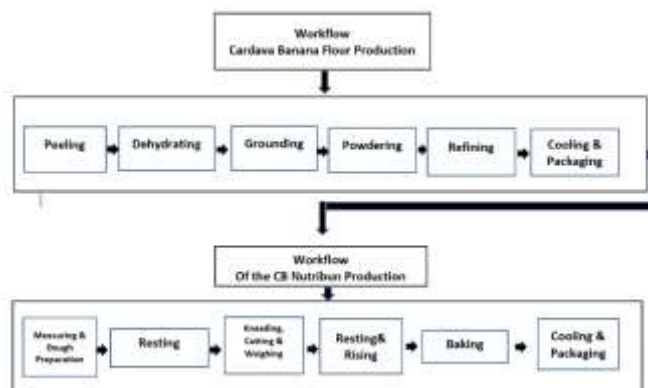 Workflow
Cardava Banana Flour Production
Peeling
Dehydrating
Grounding
Powdering
Refining
Cooling &
Packaging
Workflow
Of the CB Nutribun Production
Measuring &
Dough
Preparation
Resting
Kneading,
Cutting &
Weighing
Resting&
Rising
Baking
Cooling &
Packaging